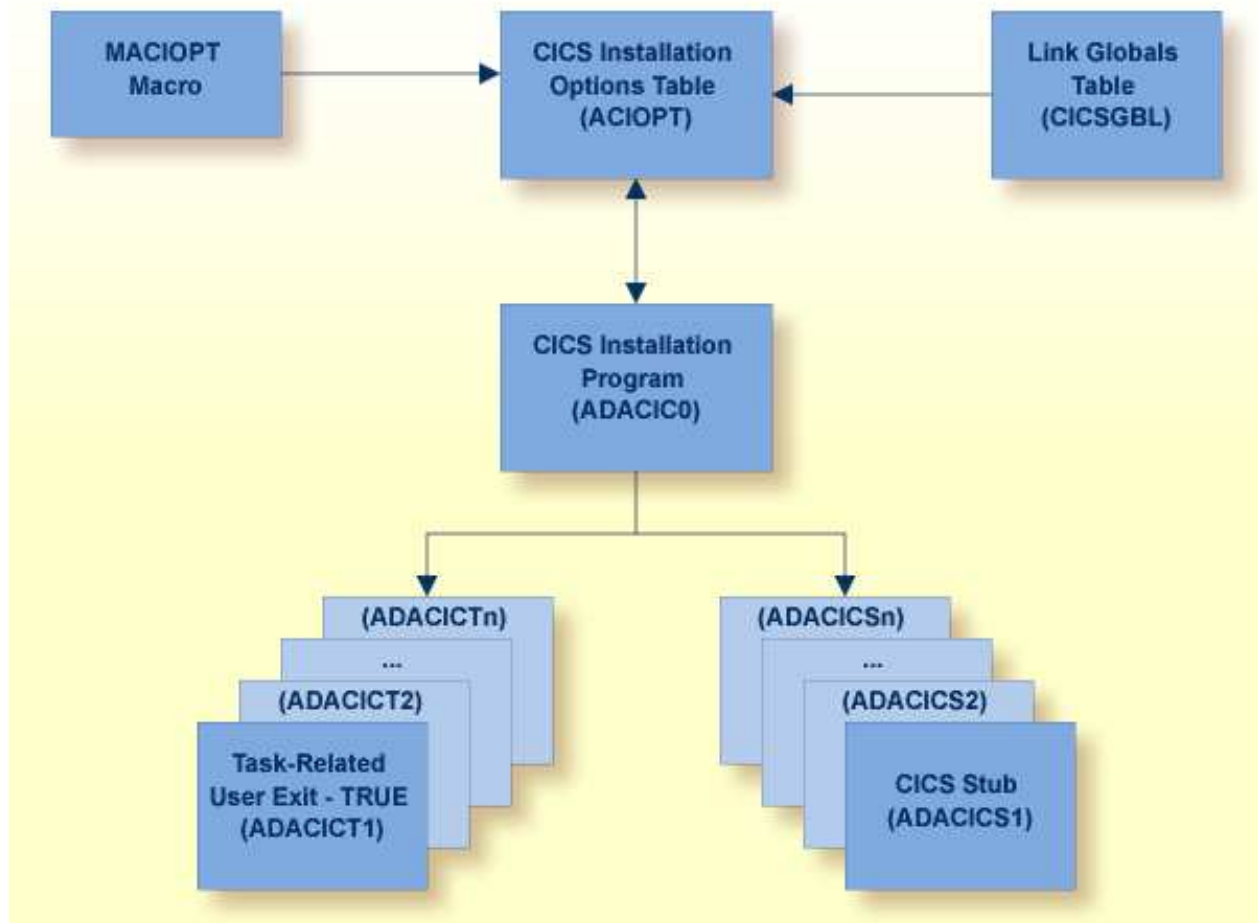 MACIOPT
Macro
CICS Installation
Options Table
(ACIOPT)
Link Globals
Table
(CICSGBL)
CICS Installation
Program
(ADACIC0)
(ADACICTn)
...
(ADACICT2)
Task-Related
User Exit - TRUE
(ADACICT1)
(ADACICSn)
...
(ADACICS2)
CICS Stub
(ADACICS1)